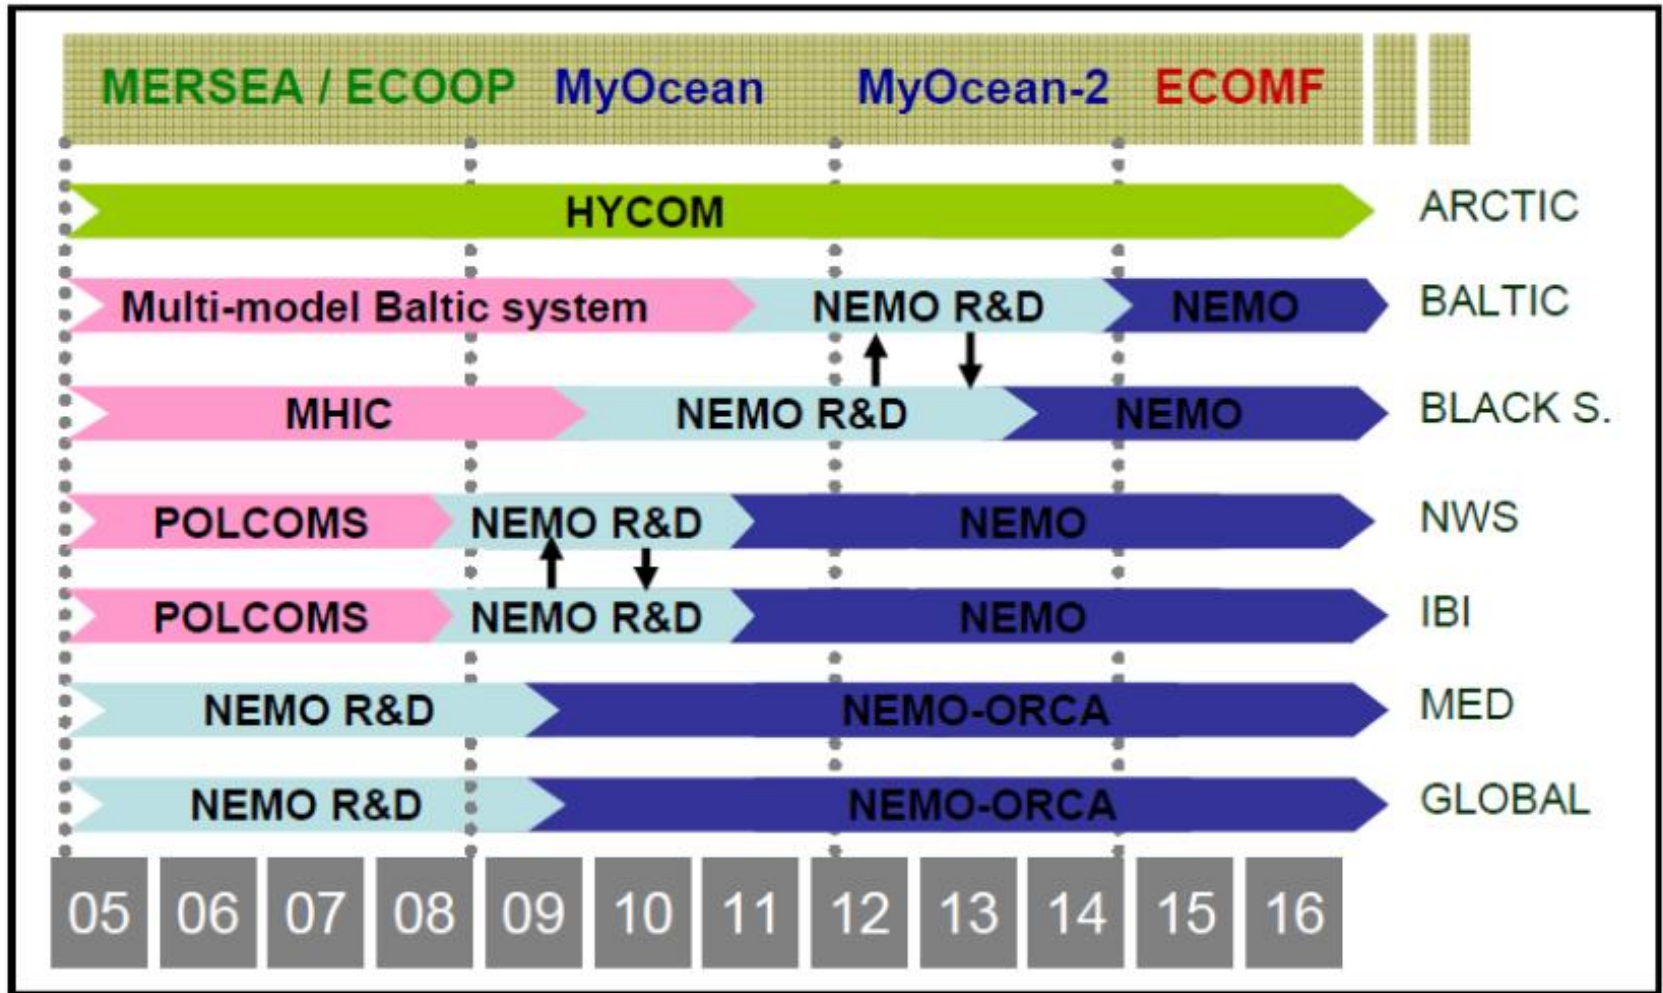 MERSEA / ECOOP MyOcean MyOcean-2 ECOMF
HYCOM ARCTIC
Multi-model Baltic system NEMO R&D NEMO BALTIC
MHIC NEMO R&D NEMO BLACK S.
POLCOMS NEMO R&D NEMO NWS
POLCOMS NEMO R&D NEMO IBI
NEMO R&D NEMO-ORCA MED
NEMO R&D NEMO-ORCA GLOBAL
05 06 07 08 09 10 11 12 13 14 15 16